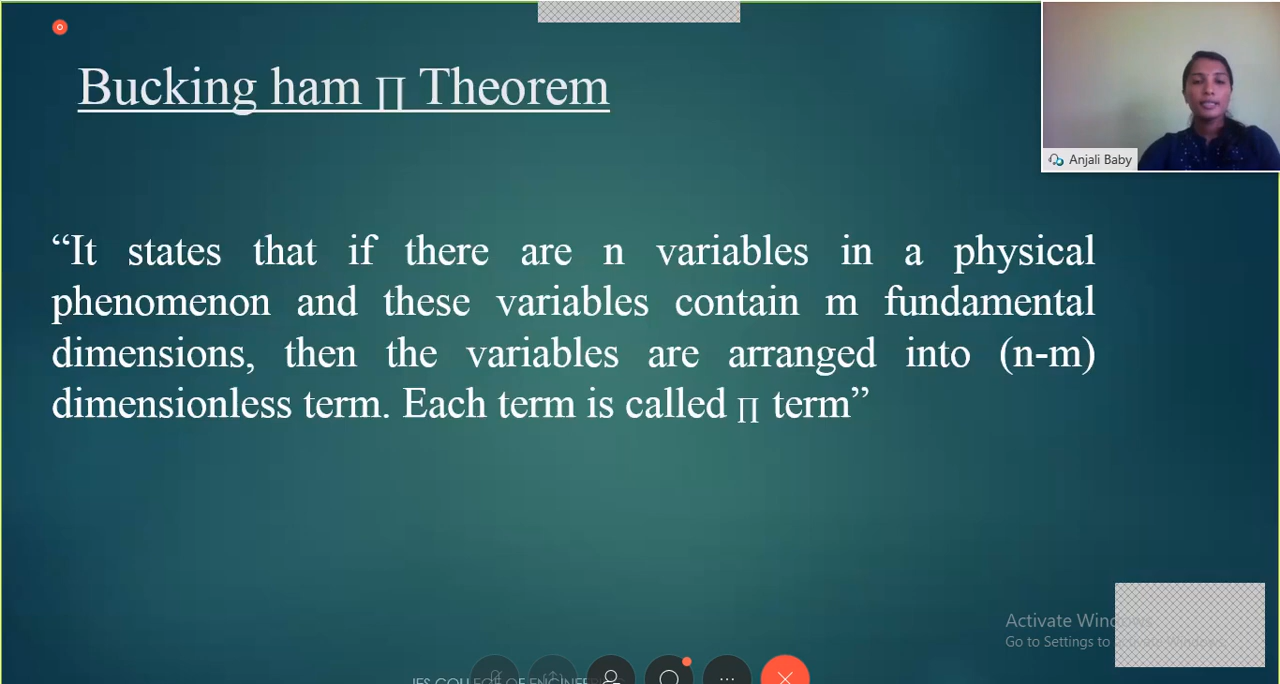 Bucking ham ∏ Theorem
Anjali Baby
“It states that if there are n variables in a physical
phenomenon and these variables contain m fundamental
dimensions, then the variables are arranged into (n-m)
dimensionless term. Each term is called ∏ term”
Activate
Go to Settings to
COLLEGE OF